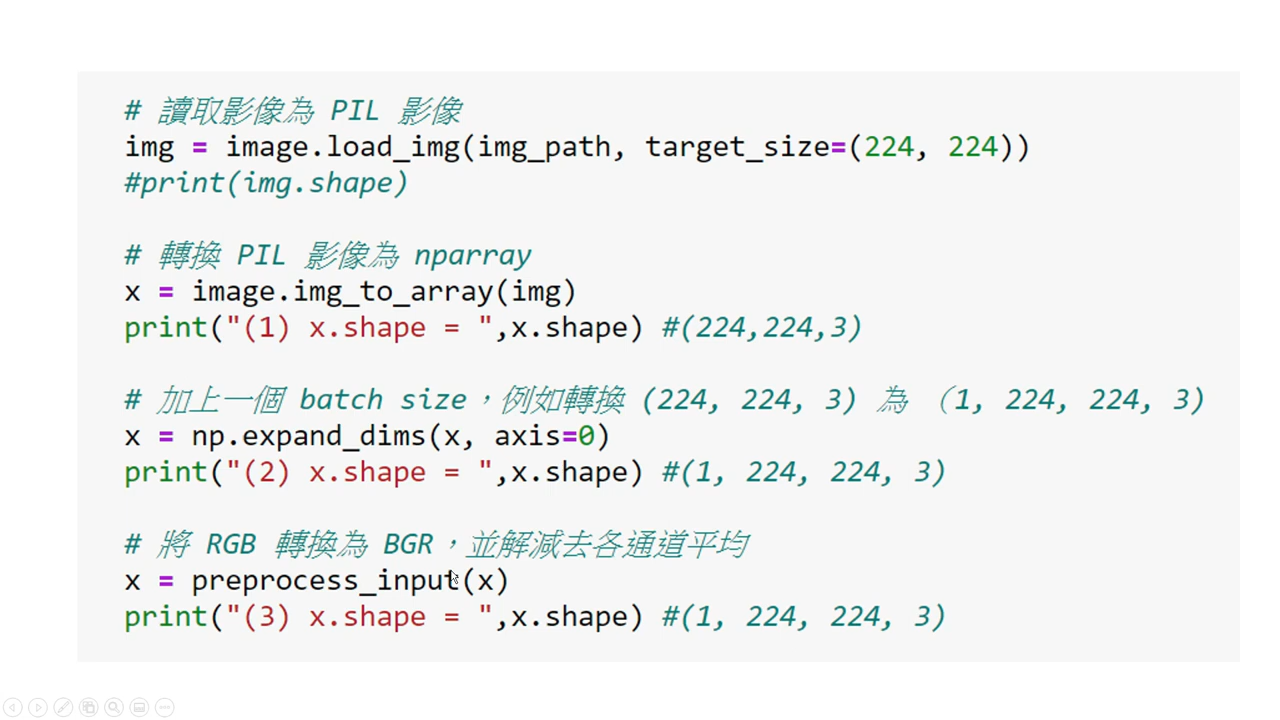 # 讀取影像為 PIL 影像
img = image.load_img(img_path, target_size=(224, 224))
#print(img.shape)
# 轉換 PIL 影像為 nparray
x = image.img_to_array(img)
print("(1) x.shape = ",x.shape) #(224,224,3)
# 加上一個 batch size，例如轉換 (224, 224, 3) 為 （1, 224, 224, 3)
x = np.expand_dims(x, axis=0)
print("(2) x.shape = ",x.shape) #(1, 224, 224, 3)
# 將 RGB 轉換為 BGR，並解減去各通道平均
x = preprocess_input(x)
print("(3) x.shape = ",x.shape) #(1, 224, 224, 3)